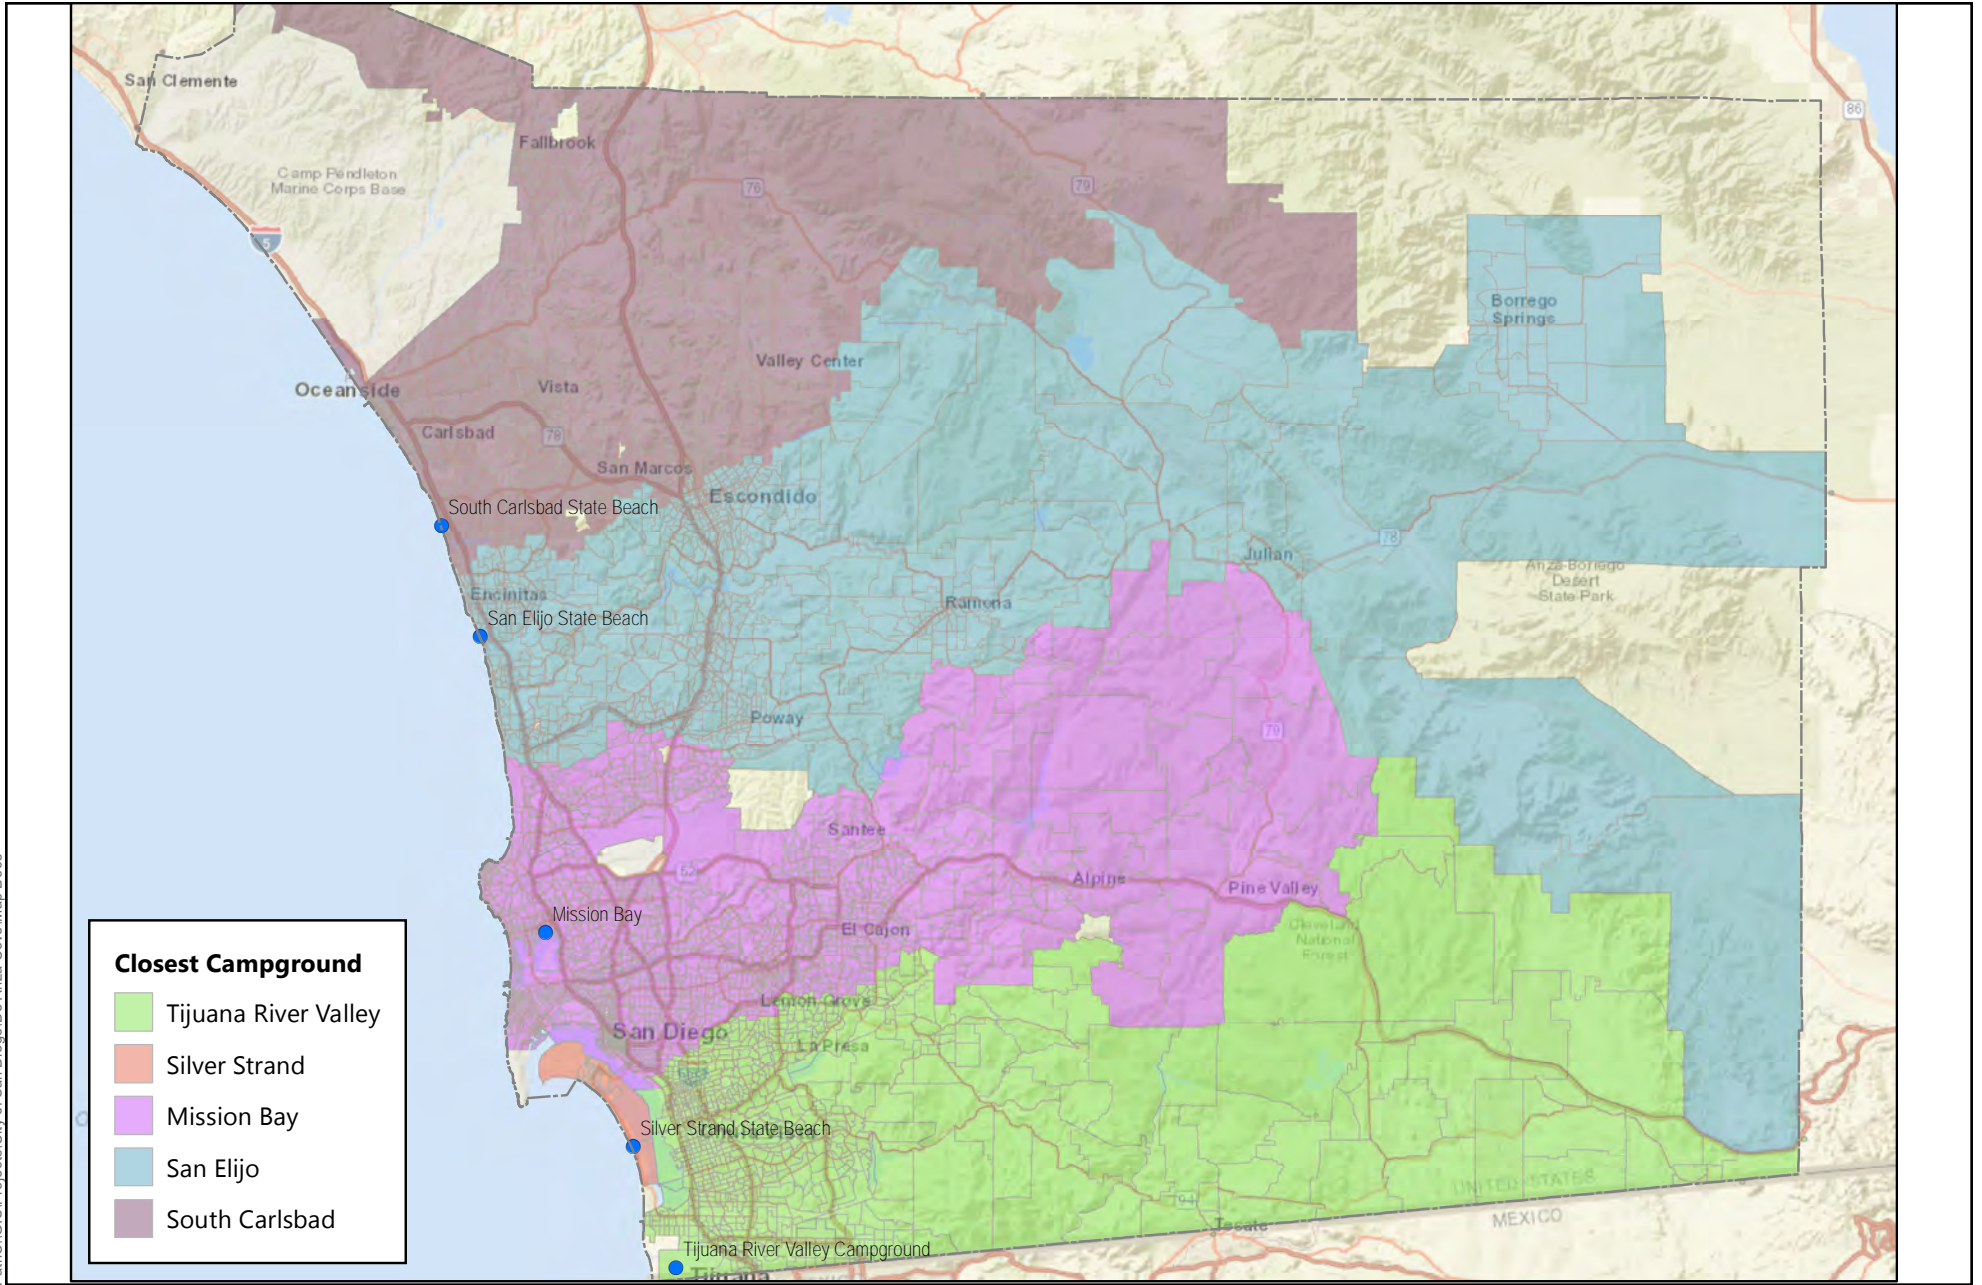 San Clemente
86
Fallbrook
Camp Pendleton
Marine Corps Base
76
79
5
Borrego
Springs
Valley Center
Oceanside
Vista
Carlsbad
78
San Marcos
Escondido
South Carlsbad State Beach
78
Julian
Anza-Borrego
Desert
State Park
Encinitas
Ramona
San Elijo State Beach
Poway
79
Santee
52
Alpine
Pine Valley
Mission Bay
El Cajon
Cleveland
National
Forest
Closest Campground
Tijuana River Valley
Silver Strand
Mission Bay
San Elijo
South Carlsbad
Lemon Grove
San Diego
La Presa
Silver Strand State Beach
94
UNITED STATES
MEXICO
Tecate
Tijuana River Valley Campground
Tijuana